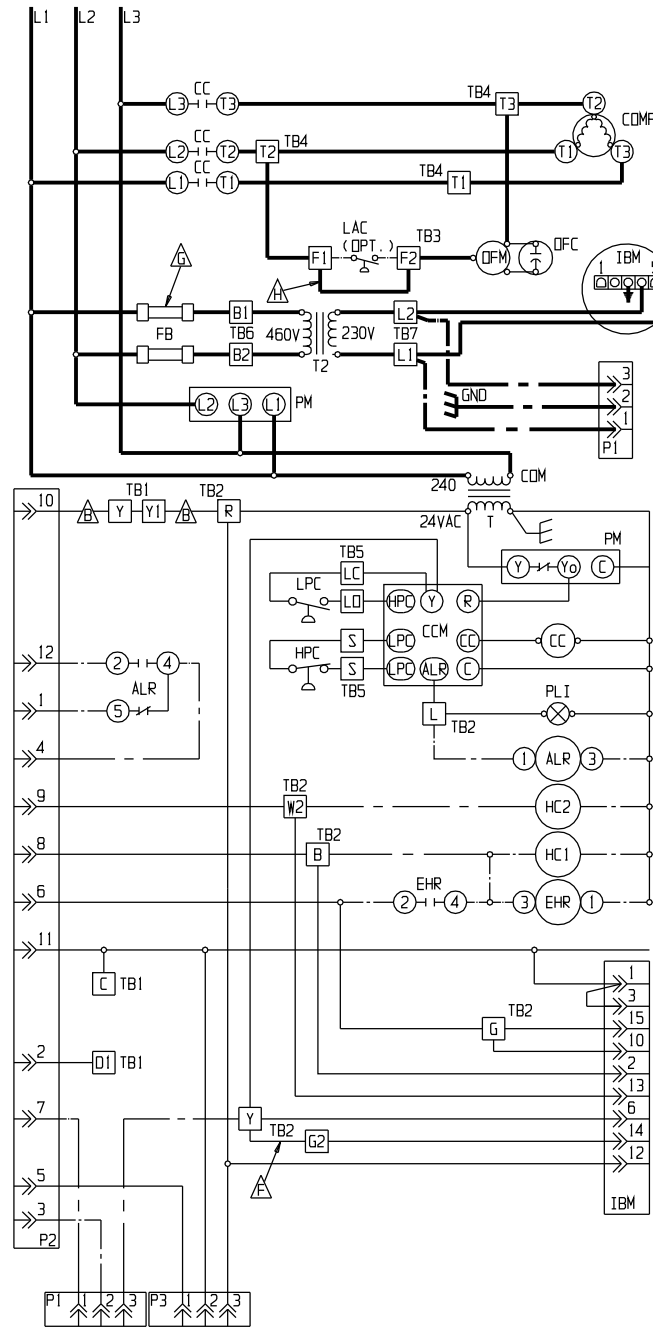 L1 L2 L3
L3 CC T3 TB4 T3 T2
COMP
L2 CC T2 T2 TB4 T1 T3
L1 CC T1 TB4 T1
LAC
(OPT.) TB3
G F1 F2 OFM OFC IBM
1
H
FB B1 TB6 460V 230V L2 TB7
B2 T2 L1
L2 L3 L1 PM GND 3
2
1
P1
240 COM
10 B Y TB1 Y1 B TB2 R 24VAC T
PM
Y Yo C
TB5
LC
LPC LO HPC Y R
CCM
S LPC CC CC
HPC S LPC ALR C
TB5
12 2 4
ALR
1 5
PLI
L TB2
4 1 ALR 3
TB2
9 W2 HC2
TB2
8 B HC1
EHR
6 2 4 3 EHR 1
11
C TB1
1
3
TB2 15
G
10
2 D1 TB1 2
13
7 Y 6
TB2 G2 14
12
5 F
3
P2 IBM
P1 1 2 3 P3 1 2 3